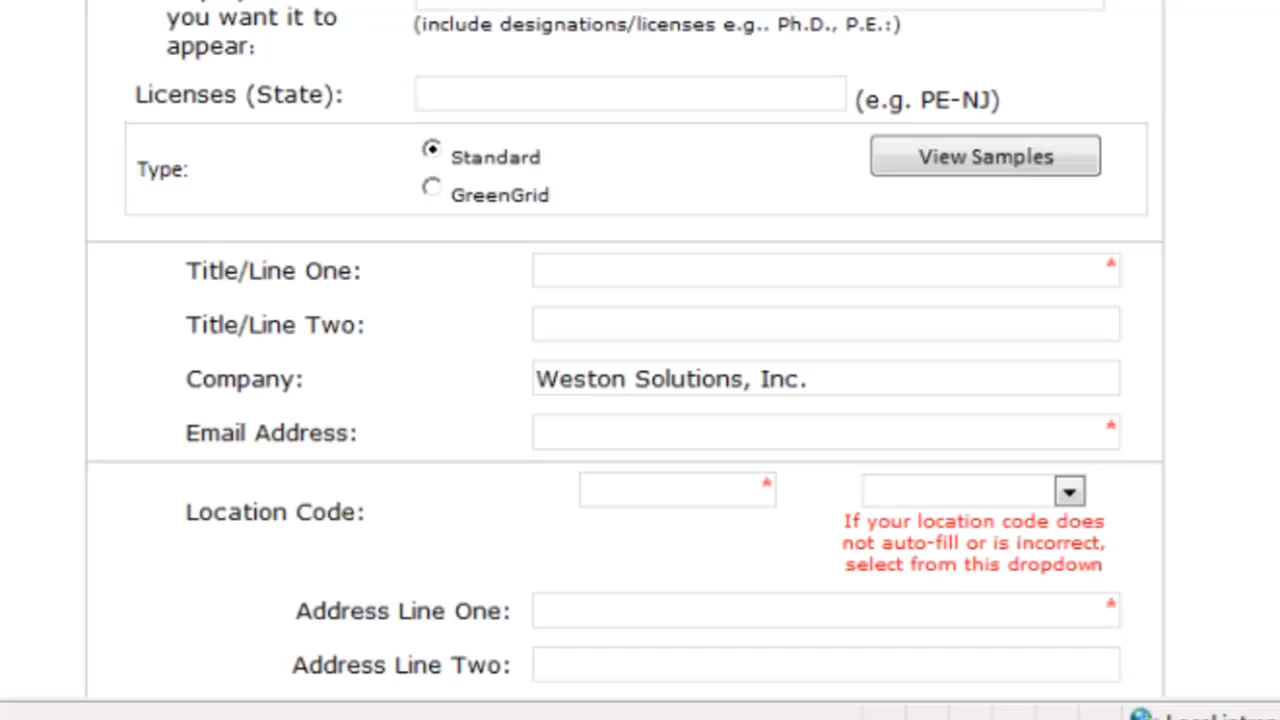 you want it to
appear:
(include designations/licenses e.g.. Ph.D., P.E.:)
Licenses (State):
(e.g. PE-NJ)
Type:
Standard
View Samples
GreenGrid
Title/Line One:
*
Title/Line Two:
Company:
Weston Solutions, Inc.
Email Address:
*
Location Code:
*
If your location code does
not auto-fill or is incorrect,
select from this dropdown
Address Line One:
*
Address Line Two: